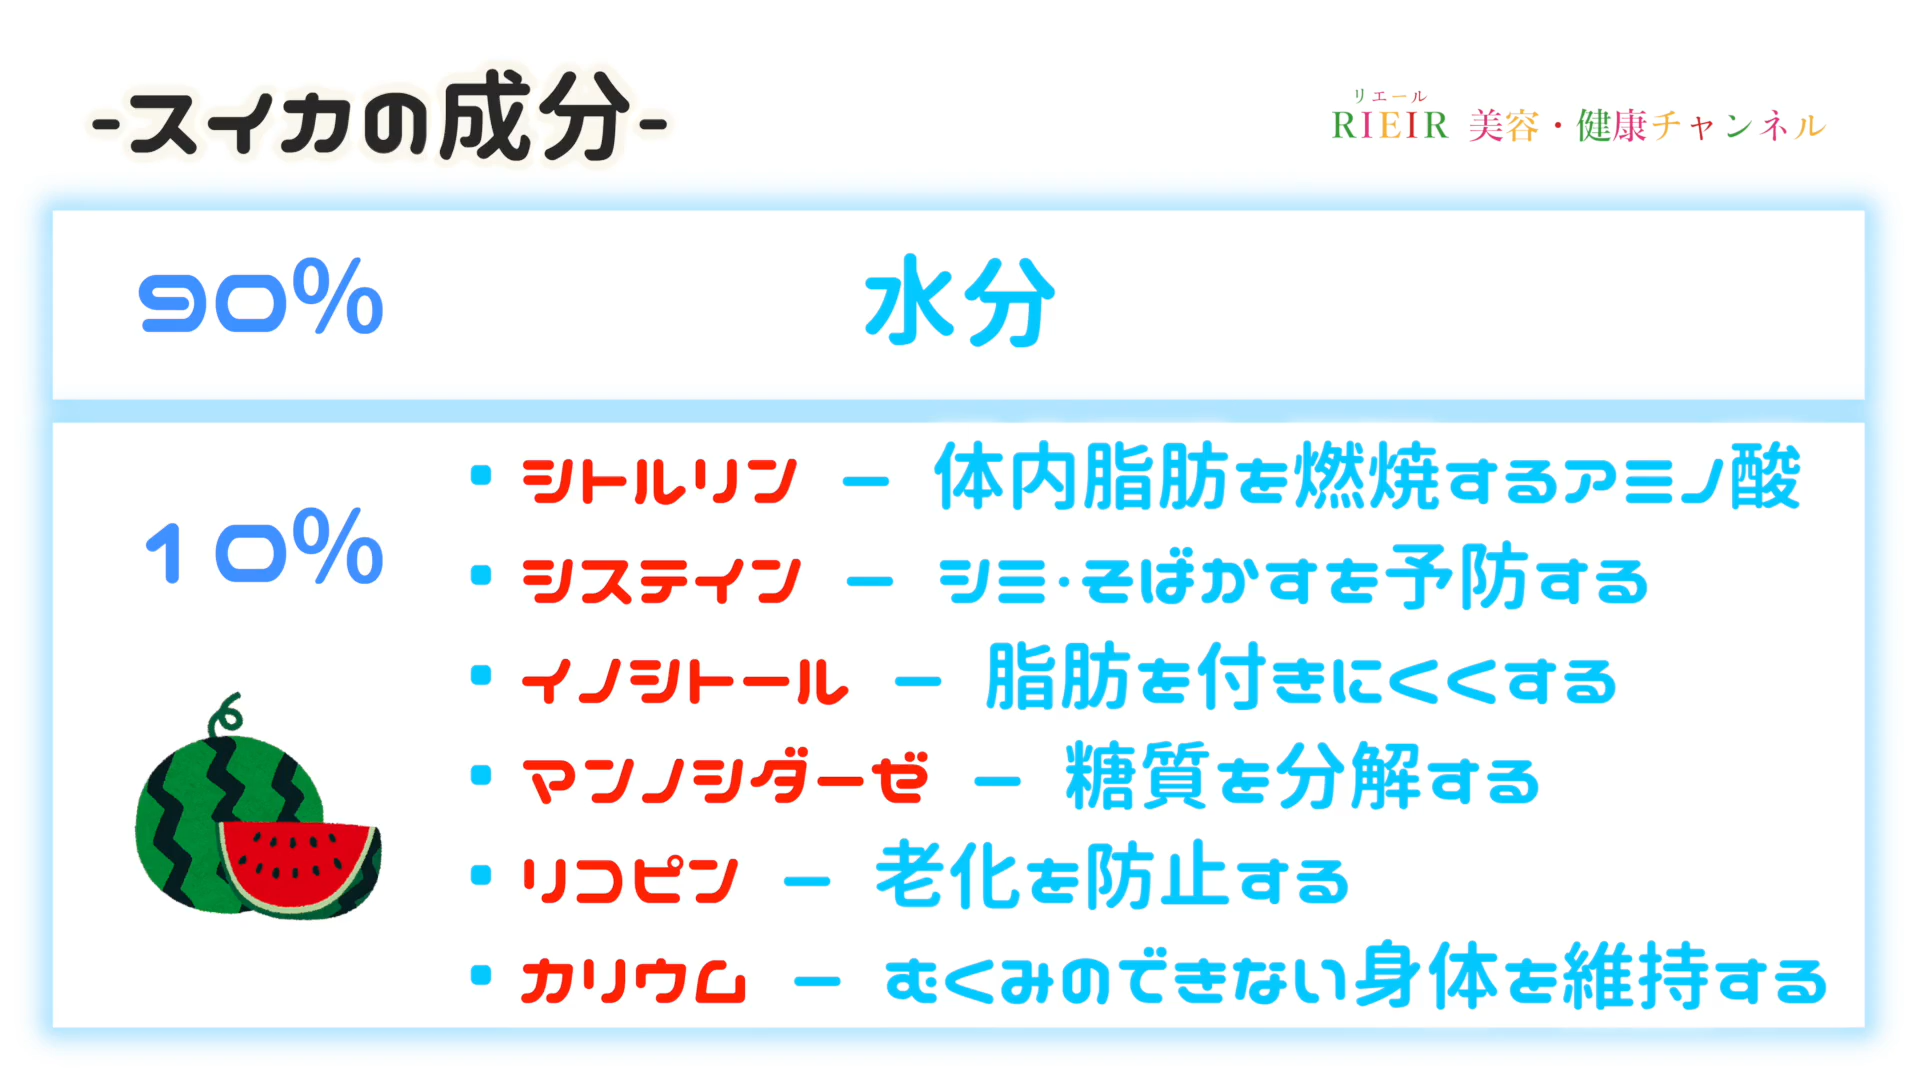 -スイカの成分-
リエール
RIEIR 美容・健康チャンネル
90% 水分
10%
・シトルリン ー 体内脂肪を燃焼するアミノ酸
・システイン ー シミ・そばかすを予防する
・イノシトール ー 脂肪を付きにくくする
・マンノシダーゼ ー 糖質を分解する
・リコピン ー 老化を防止する
・カリウム ー むくみのできない身体を維持する